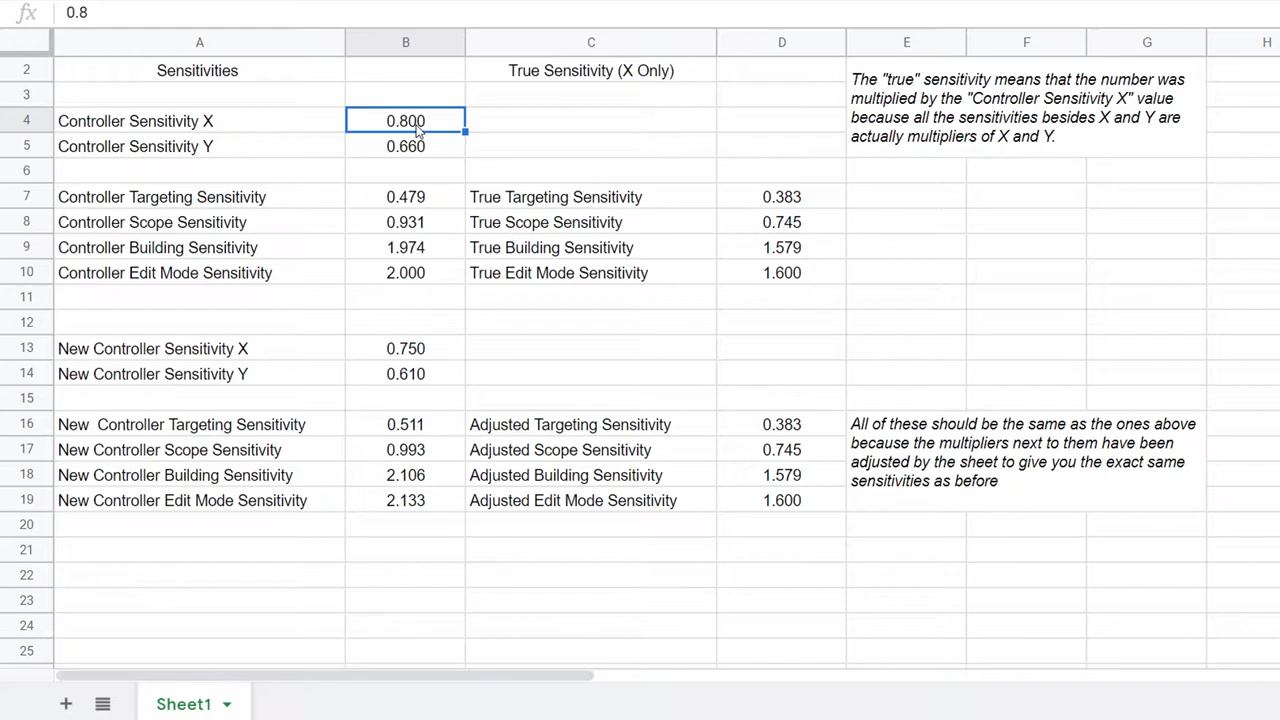 fx 0.8
A B C D E F G H
2 Sensitivities True Sensitivity (X Only)
The "true" sensitivity means that the number was
multiplied by the "Controller Sensitivity X" value
because all the sensitivities besides X and Y are
actually multipliers of X and Y.
3
4 Controller Sensitivity X 0.800
5 Controller Sensitivity Y 0.660
6
7 Controller Targeting Sensitivity 0.479 True Targeting Sensitivity 0.383
8 Controller Scope Sensitivity 0.931 True Scope Sensitivity 0.745
9 Controller Building Sensitivity 1.974 True Building Sensitivity 1.579
10 Controller Edit Mode Sensitivity 2.000 True Edit Mode Sensitivity 1.600
11
12
13 New Controller Sensitivity X 0.750
14 New Controller Sensitivity Y 0.610
15
16 New Controller Targeting Sensitivity 0.511 Adjusted Targeting Sensitivity 0.383
17 New Controller Scope Sensitivity 0.993 Adjusted Scope Sensitivity 0.745
18 New Controller Building Sensitivity 2.106 Adjusted Building Sensitivity 1.579
19 New Controller Edit Mode Sensitivity 2.133 Adjusted Edit Mode Sensitivity 1.600
All of these should be the same as the ones above
because the multipliers next to them have been
adjusted by the sheet to give you the exact same
sensitivities as before
20
21
22
23
24
25
Sheet1